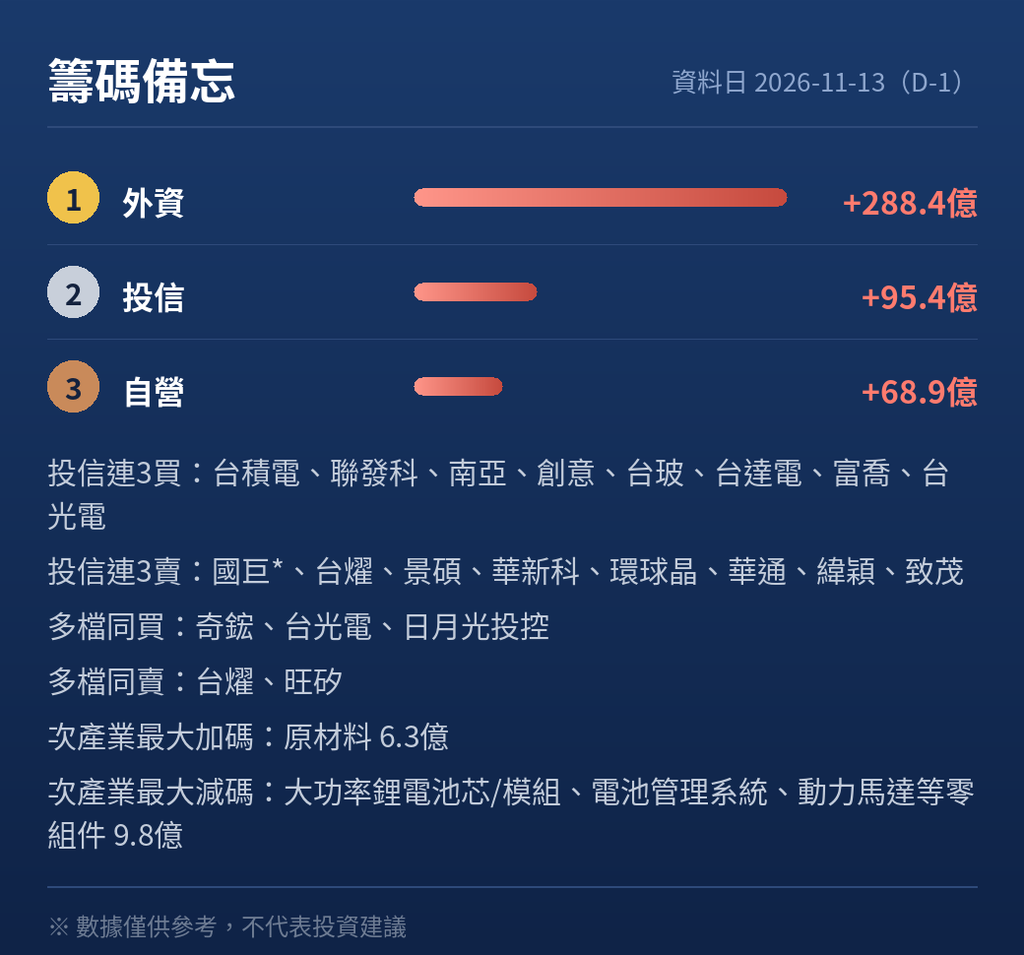 籌碼備忘
資料日 2026-11-13（D-1）
1 外資 +288.4億
2 投信 +95.4億
3 自營 +68.9億
投信連3買：台積電、聯發科、南亞、創意、台玻、台達電、富喬、台
光電
投信連3賣：國巨*、台燿、景碩、華新科、環球晶、華通、緯穎、致茂
多檔同買：奇鋐、台光電、日月光投控
多檔同賣：台燿、旺矽
次產業最大加碼：原材料 6.3億
次產業最大減碼：大功率鋰電池芯/模組、電池管理系統、動力馬達等零
組件 9.8億
※ 數據僅供參考，不代表投資建議